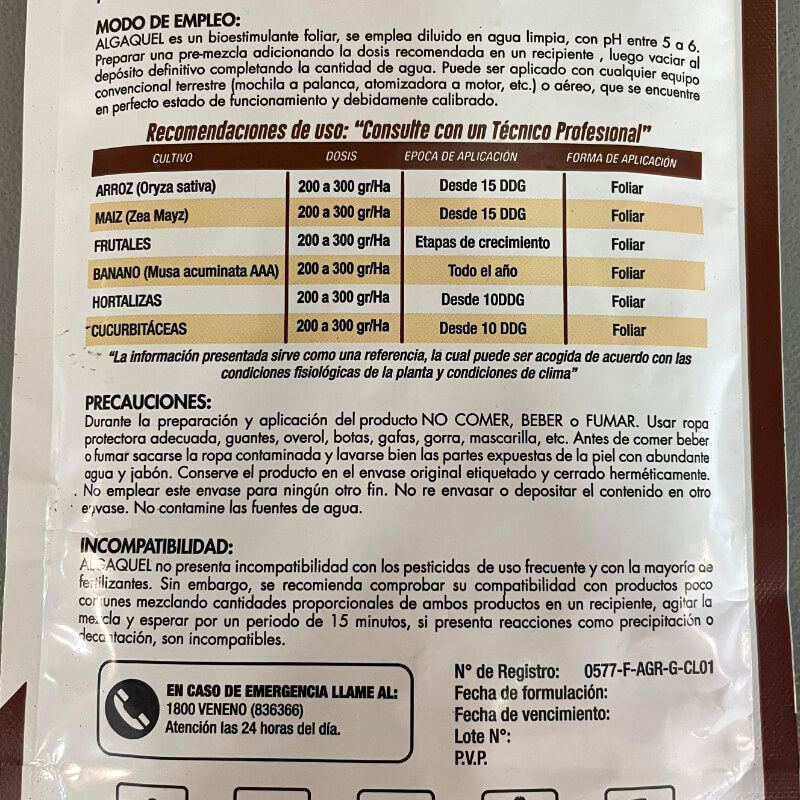 MODO DE EMPLEO:
ALGAQUEL es un bioestimulante foliar, se emplea diluido en agua limpia, con pH entre 5 a 6.
Preparar una pre-mezcla adicionando la dosis recomendada en un recipiente , luego vaciar al
depósito definitivo completando la cantidad de agua. Puede ser aplicado con cualquier equipo
convencional terrestre (mochila a palanca, atomizadora a motor, etc.) o aéreo, que se encuentre
en perfecto estado de funcionamiento y debidamente calibrado.
Recomendaciones de uso: "Consulte con un Técnico Profesional"
CULTIVO DOSIS EPOCA DE APLICACIÓN FORMA DE APLICACIÓN
ARROZ (Oryza sativa) 200 a 300 gr/Ha Desde 15 DDG Foliar
MAIZ (Zea Mayz) 200 a 300 gr/Ha Desde 15 DDG Foliar
FRUTALES 200 a 300 gr/Ha Etapas de crecimiento Foliar
BANANO (Musa acuminata AAA) 200 a 300 gr/Ha Todo el año Foliar
HORTALIZAS 200 a 300 gr/Ha Desde 10DDG Foliar
CUCURBITÁCEAS 200 a 300 gr/Ha Desde 10 DDG Foliar
"La información presentada sirve como una referencia, la cual puede ser acogida de acuerdo con las
condiciones fisiológicas de la planta y condiciones de clima"
PRECAUCIONES:
Durante la preparación y aplicación del producto NO COMER, BEBER o FUMAR. Usar ropa
protectora adecuada, guantes, overol, botas, gafas, gorra, mascarilla, etc. Antes de comer beber
o fumar sacarse la ropa contaminada y lavarse bien las partes expuestas de la piel con abundante
agua y jabón. Conserve el producto en el envase original etiquetado y cerrado herméticamente.
No emplear este envase para ningún otro fin. No re envasar o depositar el contenido en otro
envase. No contamine las fuentes de agua.
INCOMPATIBILIDAD:
ALGAQUEL no presenta incompatibilidad con los pesticidas de uso frecuente y con la mayoría de
fertilizantes. Sin embargo, se recomienda comprobar su compatibilidad con productos poco
comunes mezclando cantidades proporcionales de ambos productos en un recipiente, agitar la
mezcla y esperar por un periodo de 15 minutos, si presenta reacciones como precipitación o
decantación, son incompatibles.
EN CASO DE EMERGENCIA LLAME AL:
1800 VENENO (836366)
Atención las 24 horas del día.
N° de Registro: 0577-F-AGR-G-CL01
Fecha de formulación:
Fecha de vencimiento:
Lote N°:
P.V.P.